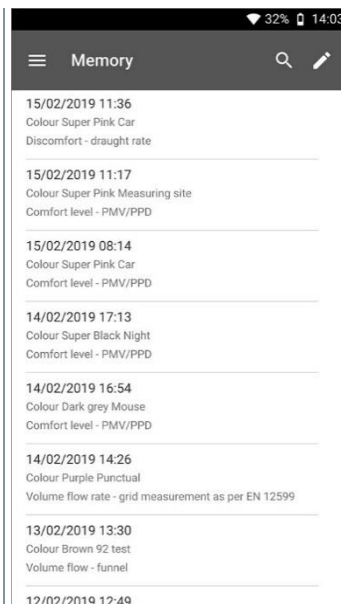 32% 14:03
Memory
15/02/2019 11:36
Colour Super Pink Car
Discomfort - draught rate
15/02/2019 11:17
Colour Super Pink Measuring site
Comfort level - PMV/PPD
15/02/2019 08:14
Colour Super Pink Car
Comfort level - PMV/PPD
14/02/2019 17:13
Colour Super Black Night
Comfort level - PMV/PPD
14/02/2019 16:54
Colour Dark grey Mouse
Comfort level - PMV/PPD
14/02/2019 14:26
Colour Purple Punctual
Volume flow rate - grid measurement as per EN 12599
13/02/2019 13:30
Colour Brown 92 test
Volume flow - funnel
12/02/2019 12:49